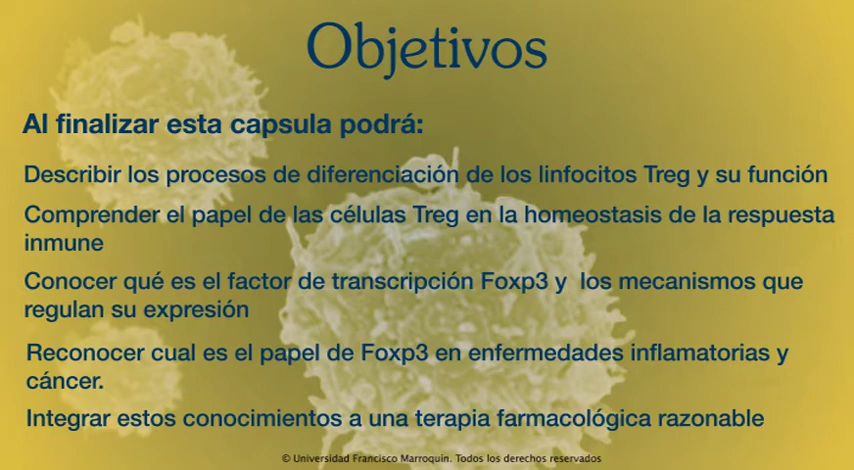 Objetivos
Al finalizar esta capsula podrá:
Describir los procesos de diferenciación de los linfocitos Treg y su función
Comprender el papel de las células Treg en la homeostasis de la respuesta
inmune
Conocer qué es el factor de transcripción Foxp3 y  los mecanismos que
regulan su expresión
Reconocer cual es el papel de Foxp3 en enfermedades inflamatorias y
cáncer.
Integrar estos conocimientos a una terapia farmacológica razonable
© Universidad Francisco Marroquín. Todos los derechos reservados